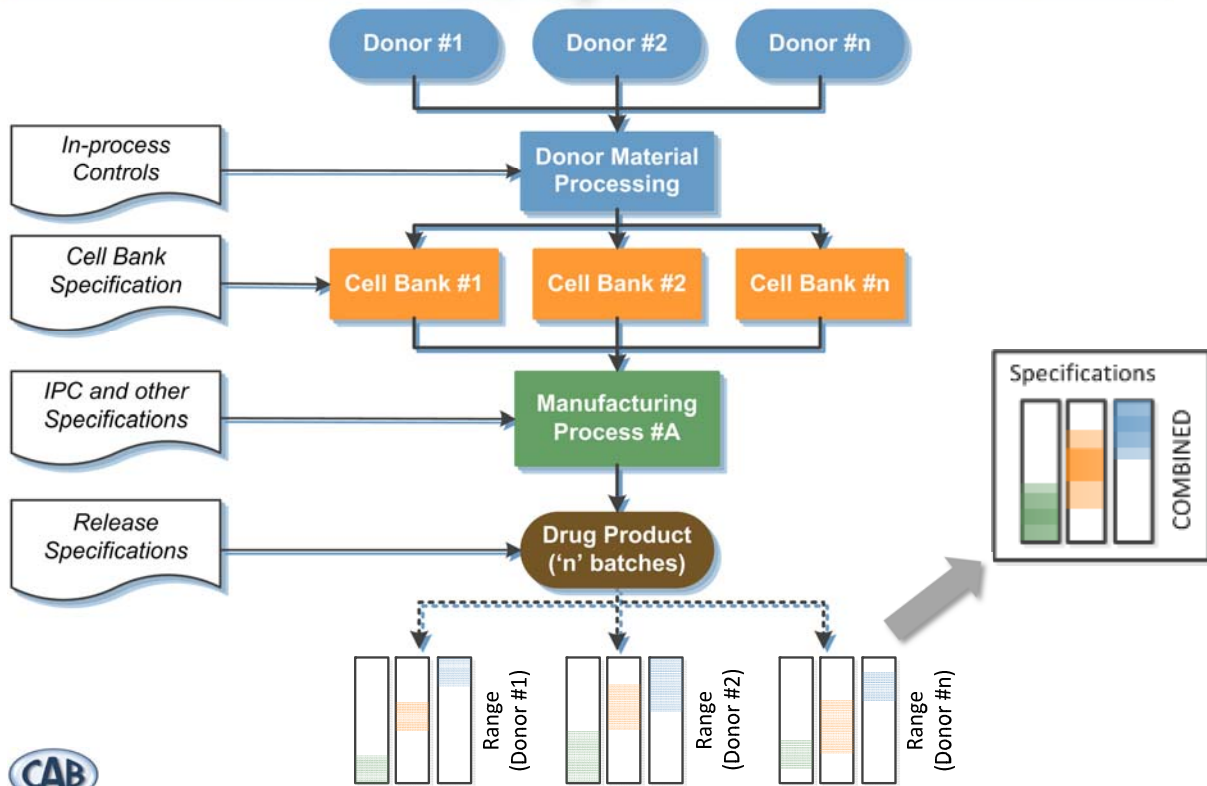 Donor #1
Donor #2
Donor #n
In-process
Controls
Donor Material
Processing
Cell Bank
Specification
Cell Bank #1
Cell Bank #2
Cell Bank #n
IPC and other
Specifications
Manufacturing
Process #A
Specifications
COMBINED
Release
Specifications
Drug Product
(‘n’ batches)
Range
(Donor #1)
Range
(Donor #2)
Range
(Donor #n)
CAB